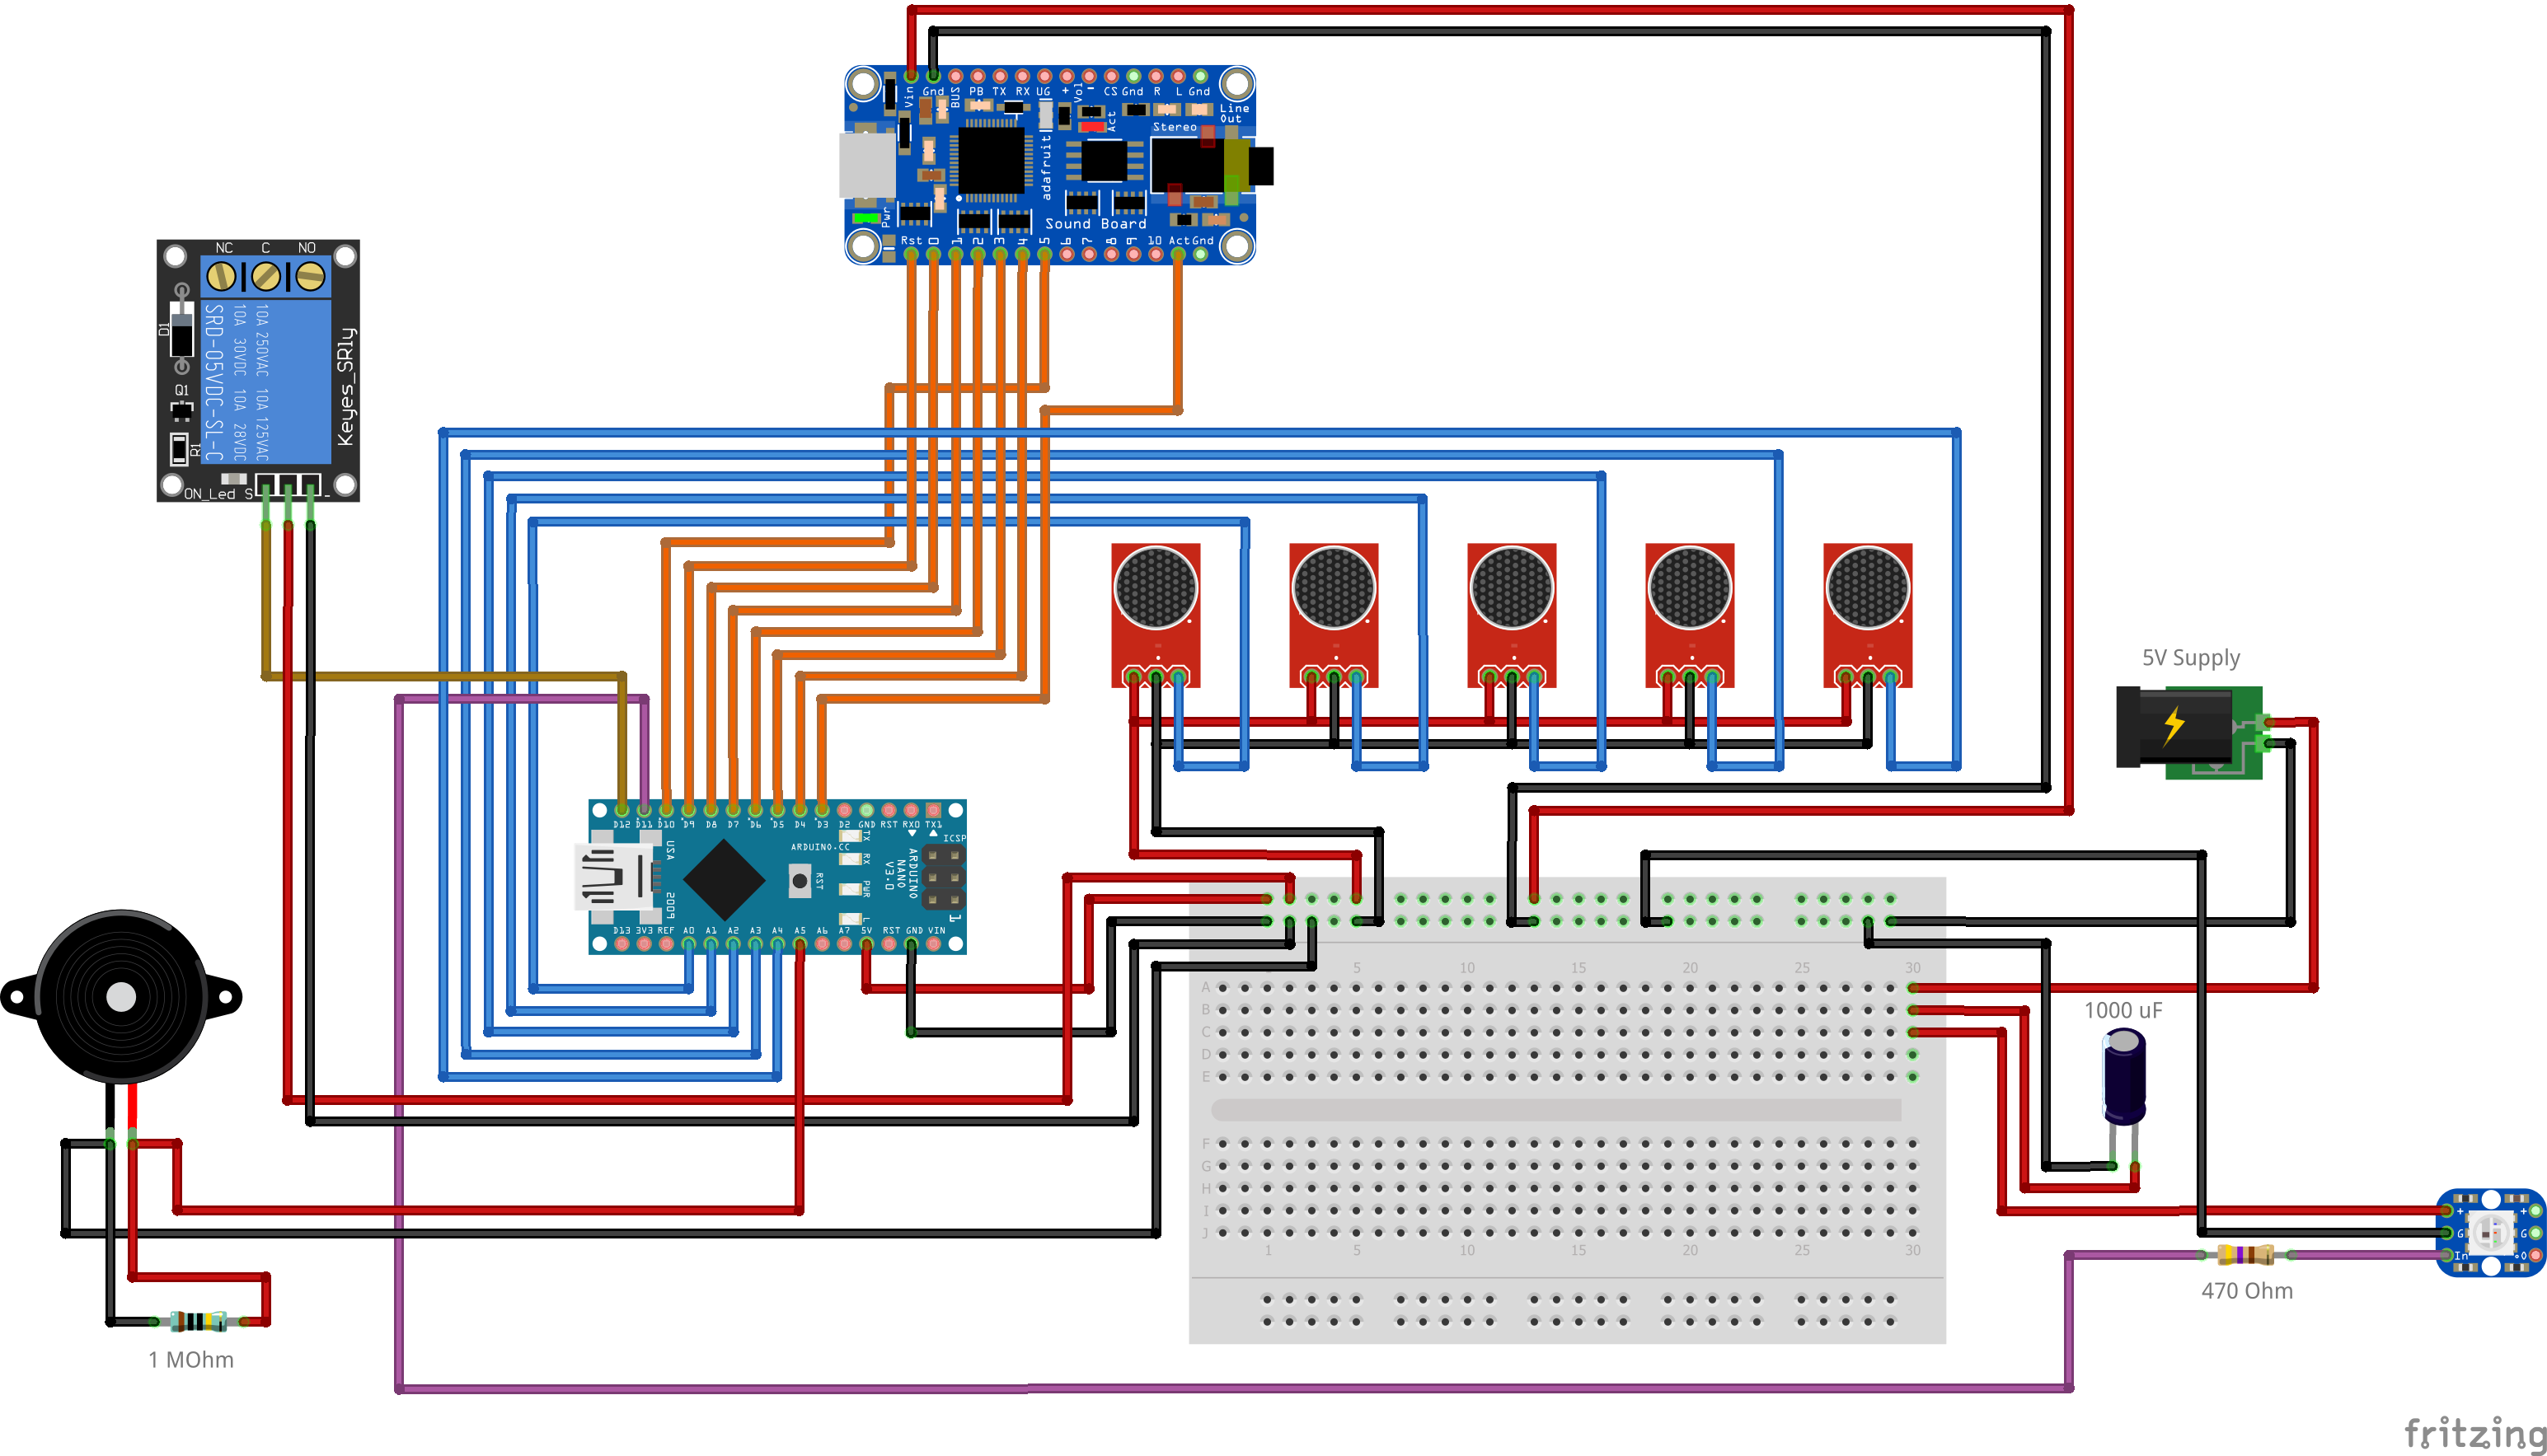 Vin Gnd BUS PB TX RX UG + Vol - CS Gnd R L Gnd
Line
Out
Act
Stereo
adafruit
Pwr
Sound Board
Rst 0 1 2 3 4 5 6 7 8 9 10 Act Gnd
NC C NO
D1
SRD-05VDC-SL-C
10A 30VDC 10A 28VDC
10A 250VAC 10A 125VAC
Keyes_SRly
Q1
R1
ON_Led S -
5V Supply
D12 D11 D10 D9 D8 D7 D6 D5 D4 D3 D2 GND RST RX0 TX1
USA
2009
ARDUINO.CC
RST
TX
RX
PWR
L
ARDUINO
NANO
V3.0
ICSP
1
D13 3V3 REF A0 A1 A2 A3 A4 A5 A6 A7 5V RST GND VIN
5 10 15 20 25 30
A
B
C
D
E
F
G
H
I
J
1 5 10 15 20 25 30
1000 uF
+ +
G G
In O
470 Ohm
1 MOhm
fritzing